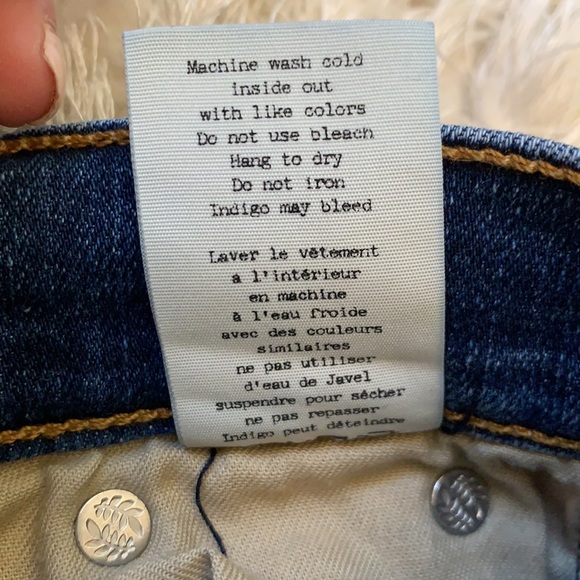 Machine wash cold
inside out
with like colors
Do not use bleach
Hang to dry
Do not iron
Indigo may bleed
Laver le vêtement
à l'intérieur
en machine
à l'eau froide
avec des couleurs
similaires
ne pas utiliser
d'eau de Javel
suspendre pour sécher
ne pas repasser
Indigo peut déteindre